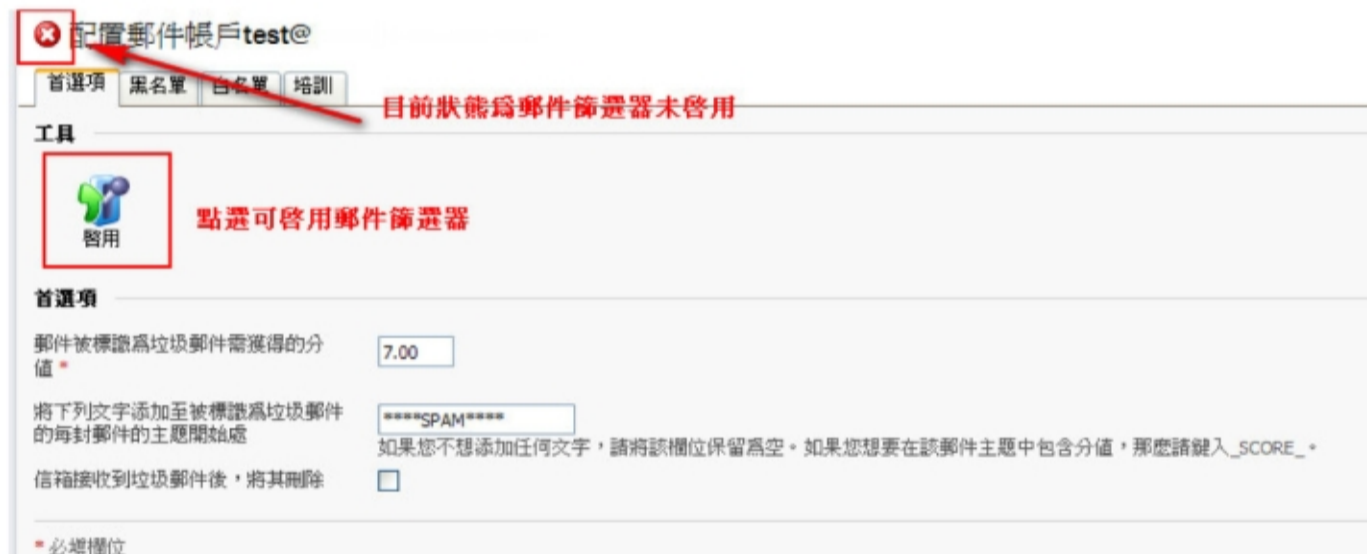 配置郵件帳戶test@
首選項 黑名單 白名單 培訓
目前狀態爲郵件篩選器未啓用
工具
啓用
點選可啓用郵件篩選器
首選項
郵件被標識爲垃圾郵件需獲得的分
值 *
7.00
將下列文字添加至被標識爲垃圾郵件
的每封郵件的主題開始處
****SPAM****
如果您不想添加任何文字，請將該欄位保留爲空。如果您想要在該郵件主題中包含分值，那麽請鍵入_SCORE_。
信箱接收到垃圾郵件後，將其刪除
* 必塡欄位